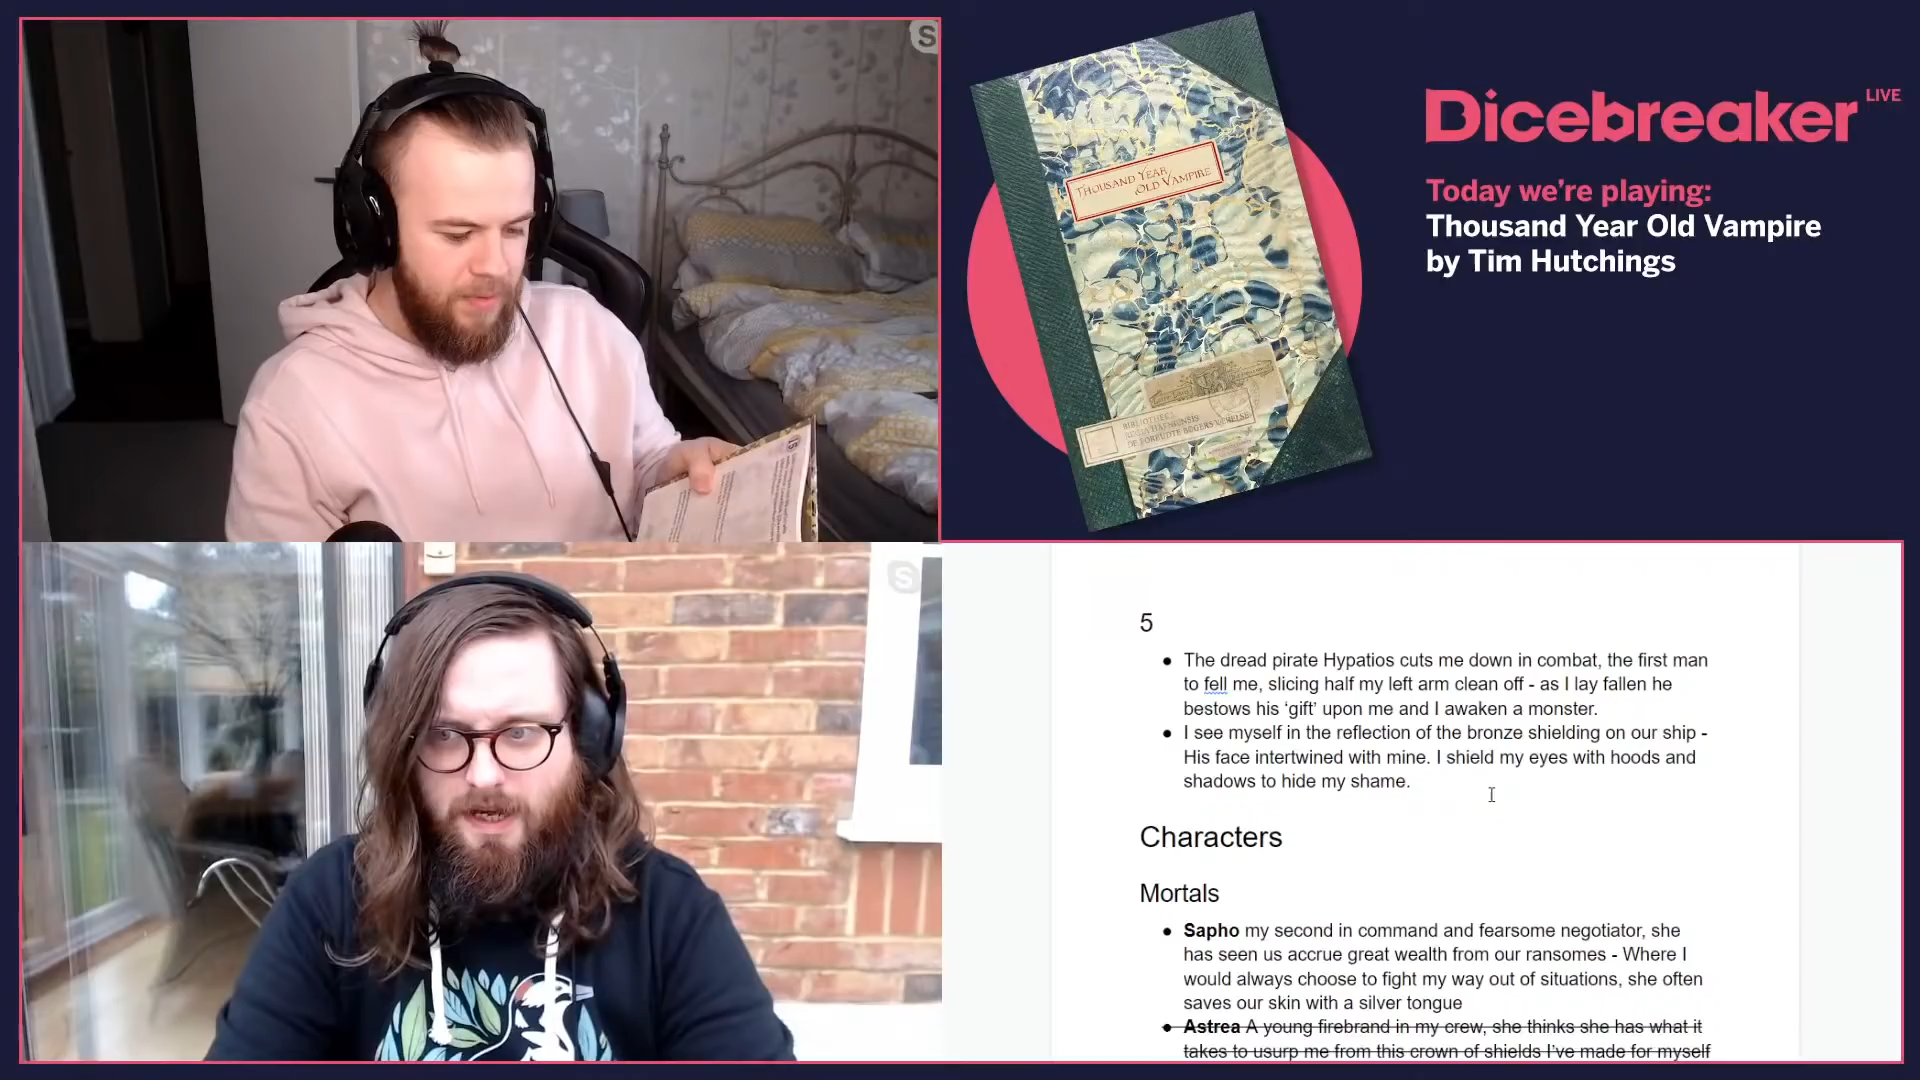 S
THOUSAND YEAR
OLD VAMPIRE
BIBLIOTHECA
REGIA HAFNIENSIS
DE FORBUDTE BØGERS VÆRELSE
Dicebreaker LIVE
Today we're playing:
Thousand Year Old Vampire
by Tim Hutchings
S
5
● The dread pirate Hypatios cuts me down in combat, the first man
to fell me, slicing half my left arm clean off - as I lay fallen he
bestows his ‘gift’ upon me and I awaken a monster.
● I see myself in the reflection of the bronze shielding on our ship -
His face intertwined with mine. I shield my eyes with hoods and
shadows to hide my shame.
Characters
Mortals
● Sapho my second in command and fearsome negotiator, she
has seen us accrue great wealth from our ransomes - Where I
would always choose to fight my way out of situations, she often
saves our skin with a silver tongue
● Astrea A young firebrand in my crew, she thinks she has what it
takes to usurp me from this crown of shields I’ve made for myself